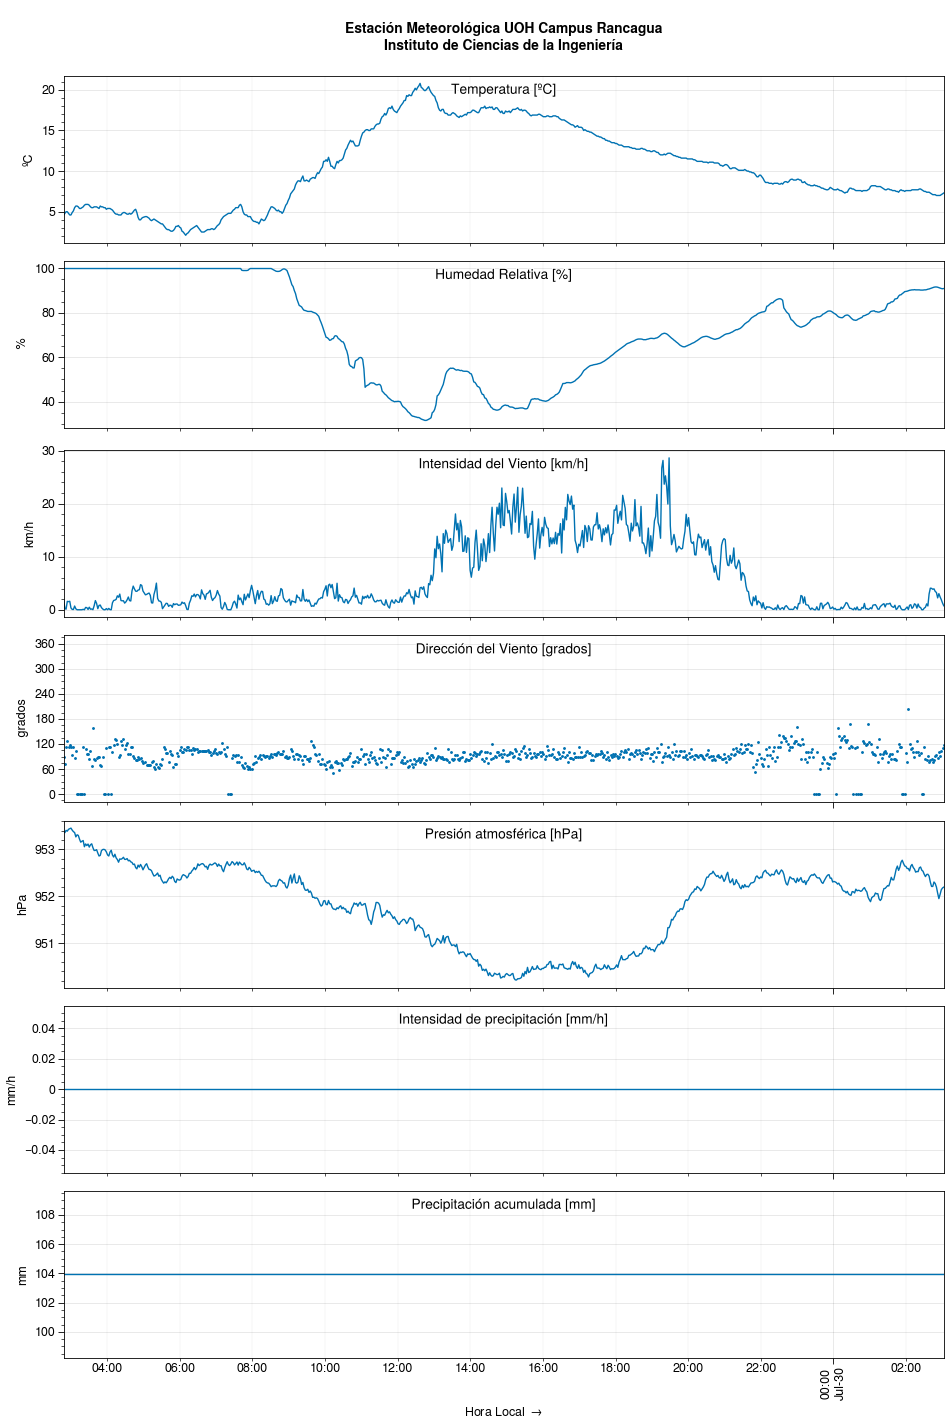 Estación Meteorológica UOH Campus Rancagua
Instituto de Ciencias de la Ingeniería
Temperatura [ºC]
ºC
20
15
10
5
Humedad Relativa [%]
%
100
80
60
40
Intensidad del Viento [km/h]
km/h
30
20
10
0
Dirección del Viento [grados]
grados
360
300
240
180
120
60
0
Presión atmosférica [hPa]
hPa
953
952
951
Intensidad de precipitación [mm/h]
mm/h
0.04
0.02
0
−0.02
−0.04
Precipitación acumulada [mm]
mm
108
106
104
102
100
04:00 06:00 08:00 10:00 12:00 14:00 16:00 18:00 20:00 22:00 00:00 02:00
Jul-30
Hora Local →